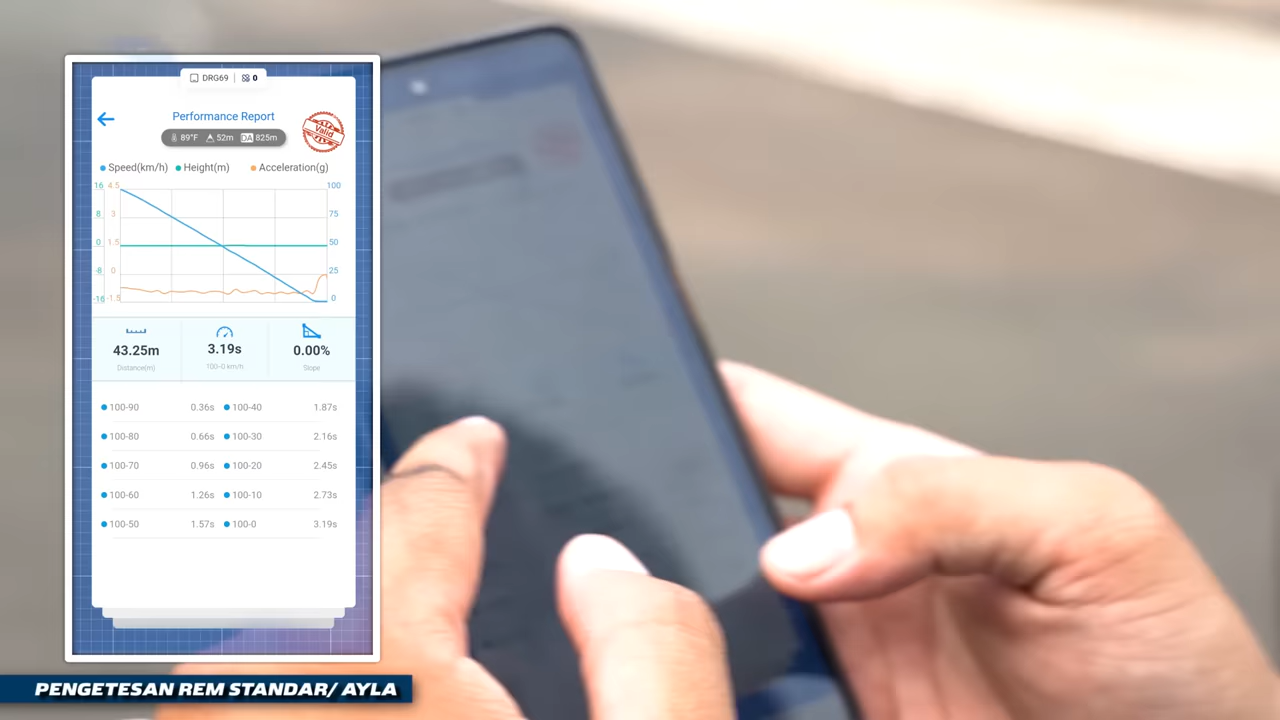 DRG69 0
Performance Report
89°F 52m DA 825m
Valid
Speed(km/h) Height(m) Acceleration(g)
16 4.5 100
8 3 75
0 1.5 50
-8 0 25
-16 -1.5 0
43.25m 3.19s 0.00%
Distance(m) 100-0 km/h Slope
100-90 0.36s 100-40 1.87s
100-80 0.66s 100-30 2.16s
100-70 0.96s 100-20 2.45s
100-60 1.26s 100-10 2.73s
100-50 1.57s 100-0 3.19s
PENGETESAN REM STANDAR/ AYLA